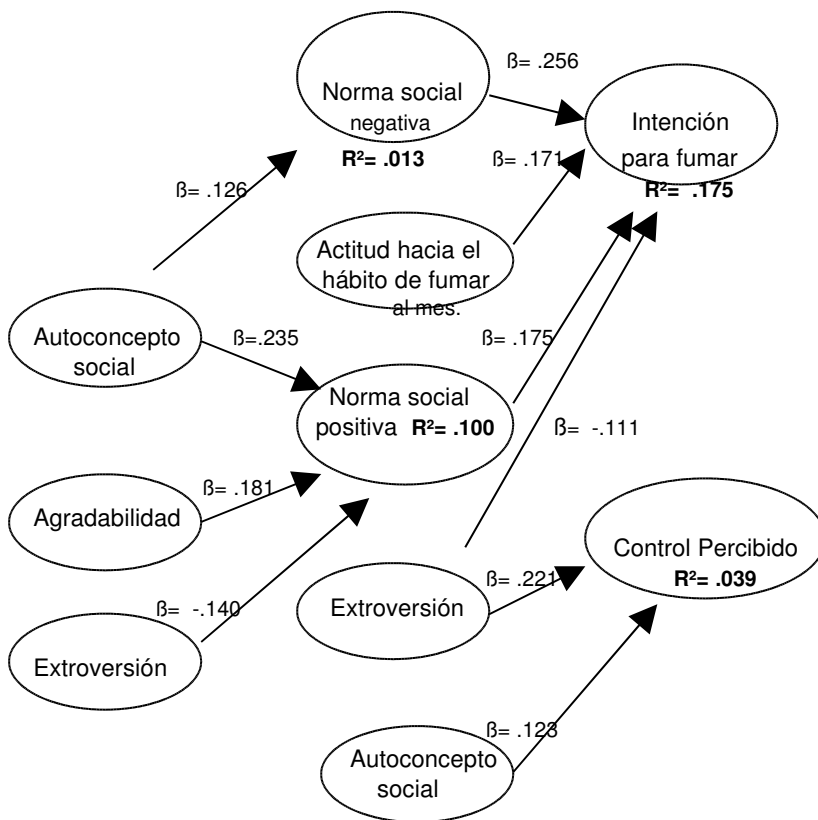 ß= .256
Norma social
negativa
R²= .013
Intención
para fumar
R²= .175
ß= .171
ß= .126
Actitud hacia el
hábito de fumar
al mes.
Autoconcepto
social
ß=.235
ß= .175
Norma social
positiva R²= .100
ß= -.111
ß= .181
Agradabilidad
Control Percibido
R²= .039
ß= .221
ß= -.140
Extroversión
Extroversión
ß= .123
Autoconcepto
social